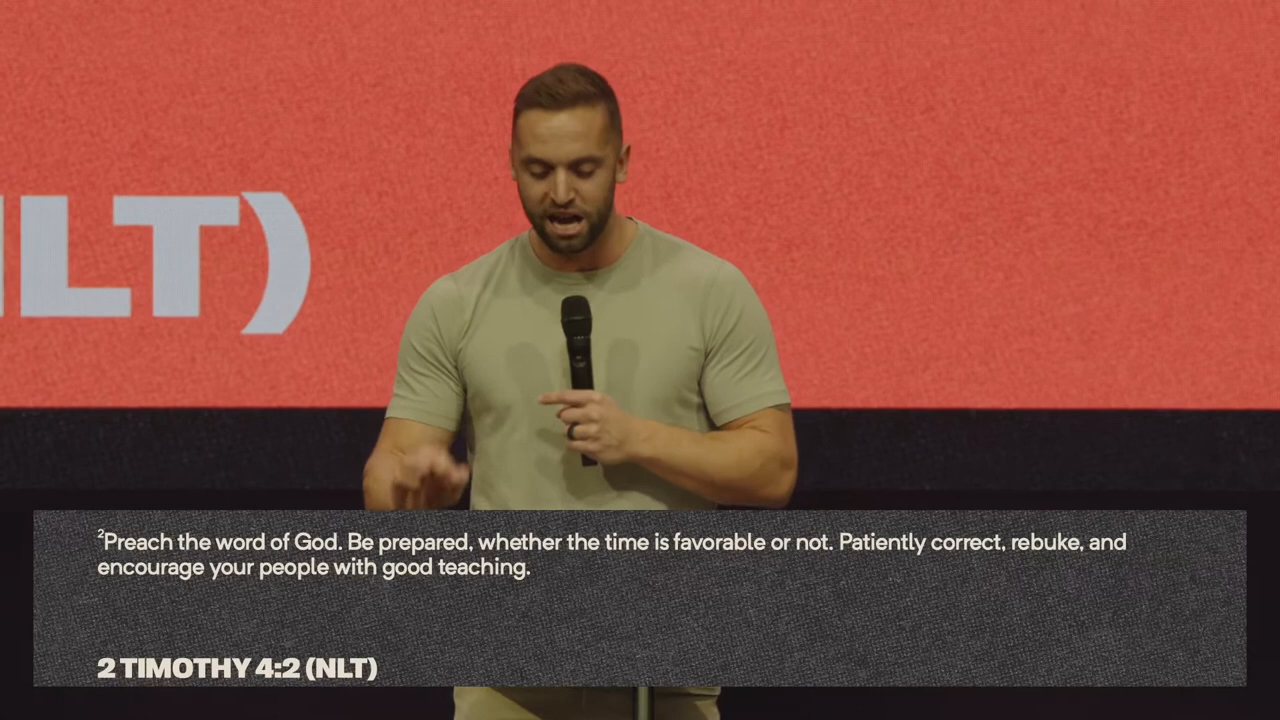 NLT)
²Preach the word of God. Be prepared, whether the time is favorable or not. Patiently correct, rebuke, and
encourage your people with good teaching.
2 TIMOTHY 4:2 (NLT)